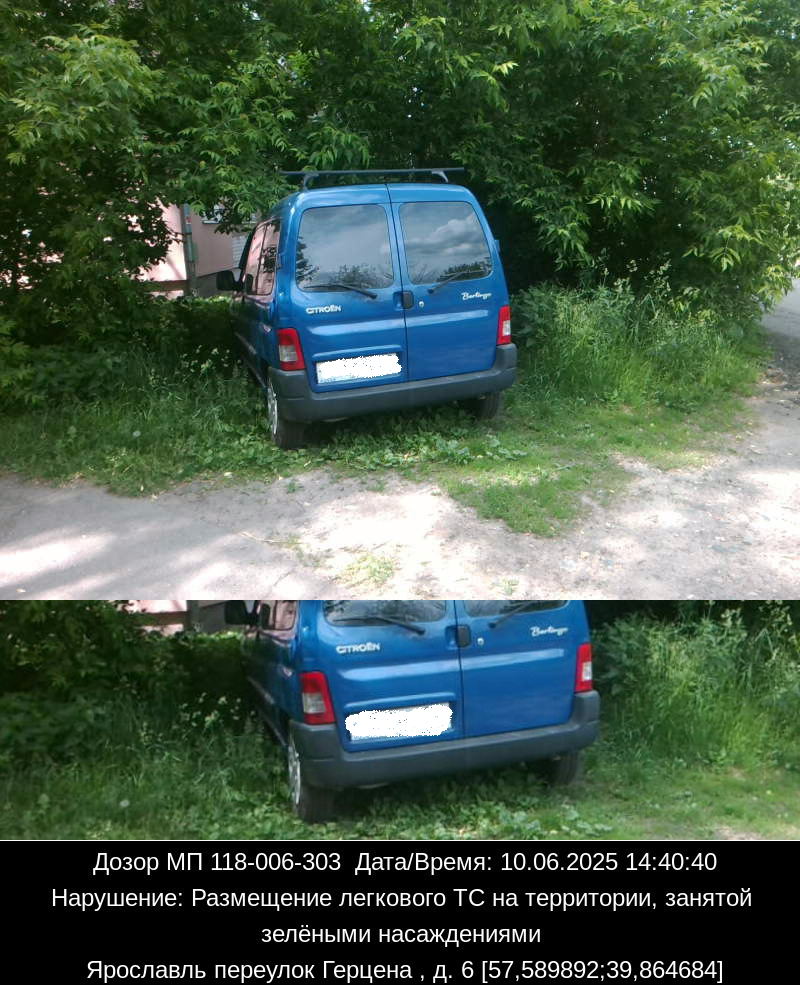 CITROËN
Berlingo
CITROËN
Berlingo
Дозор МП 118-006-303  Дата/Время: 10.06.2025 14:40:40
Нарушение: Размещение легкового ТС на территории, занятой
зелёными насаждениями
Ярославль переулок Герцена , д. 6 [57,589892;39,864684]